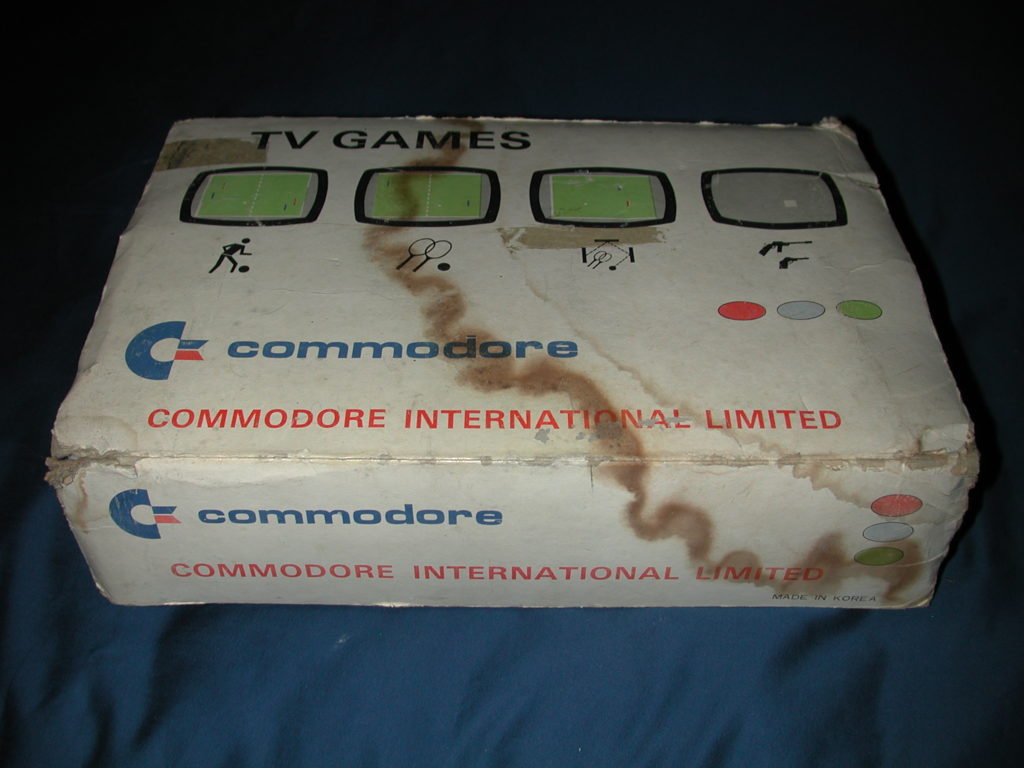 TV GAMES
commodore
COMMODORE INTERNATIONAL LIMITED
commodore
COMMODORE INTERNATIONAL LIMITED
MADE IN KOREA